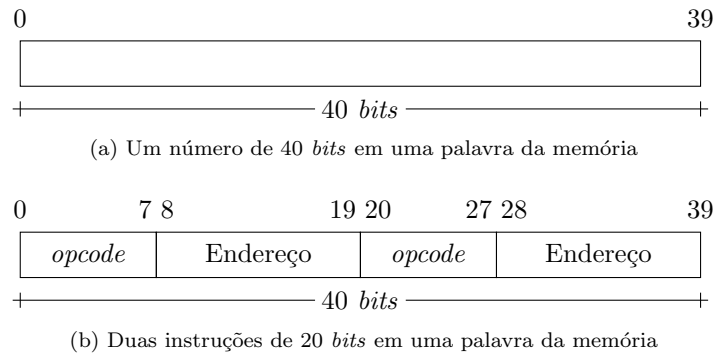 0 39
40 bits
(a) Um número de 40 bits em uma palavra da memória
0 7 8 19 20 27 28 39
opcode Endereço opcode Endereço
40 bits
(b) Duas instruções de 20 bits em uma palavra da memória